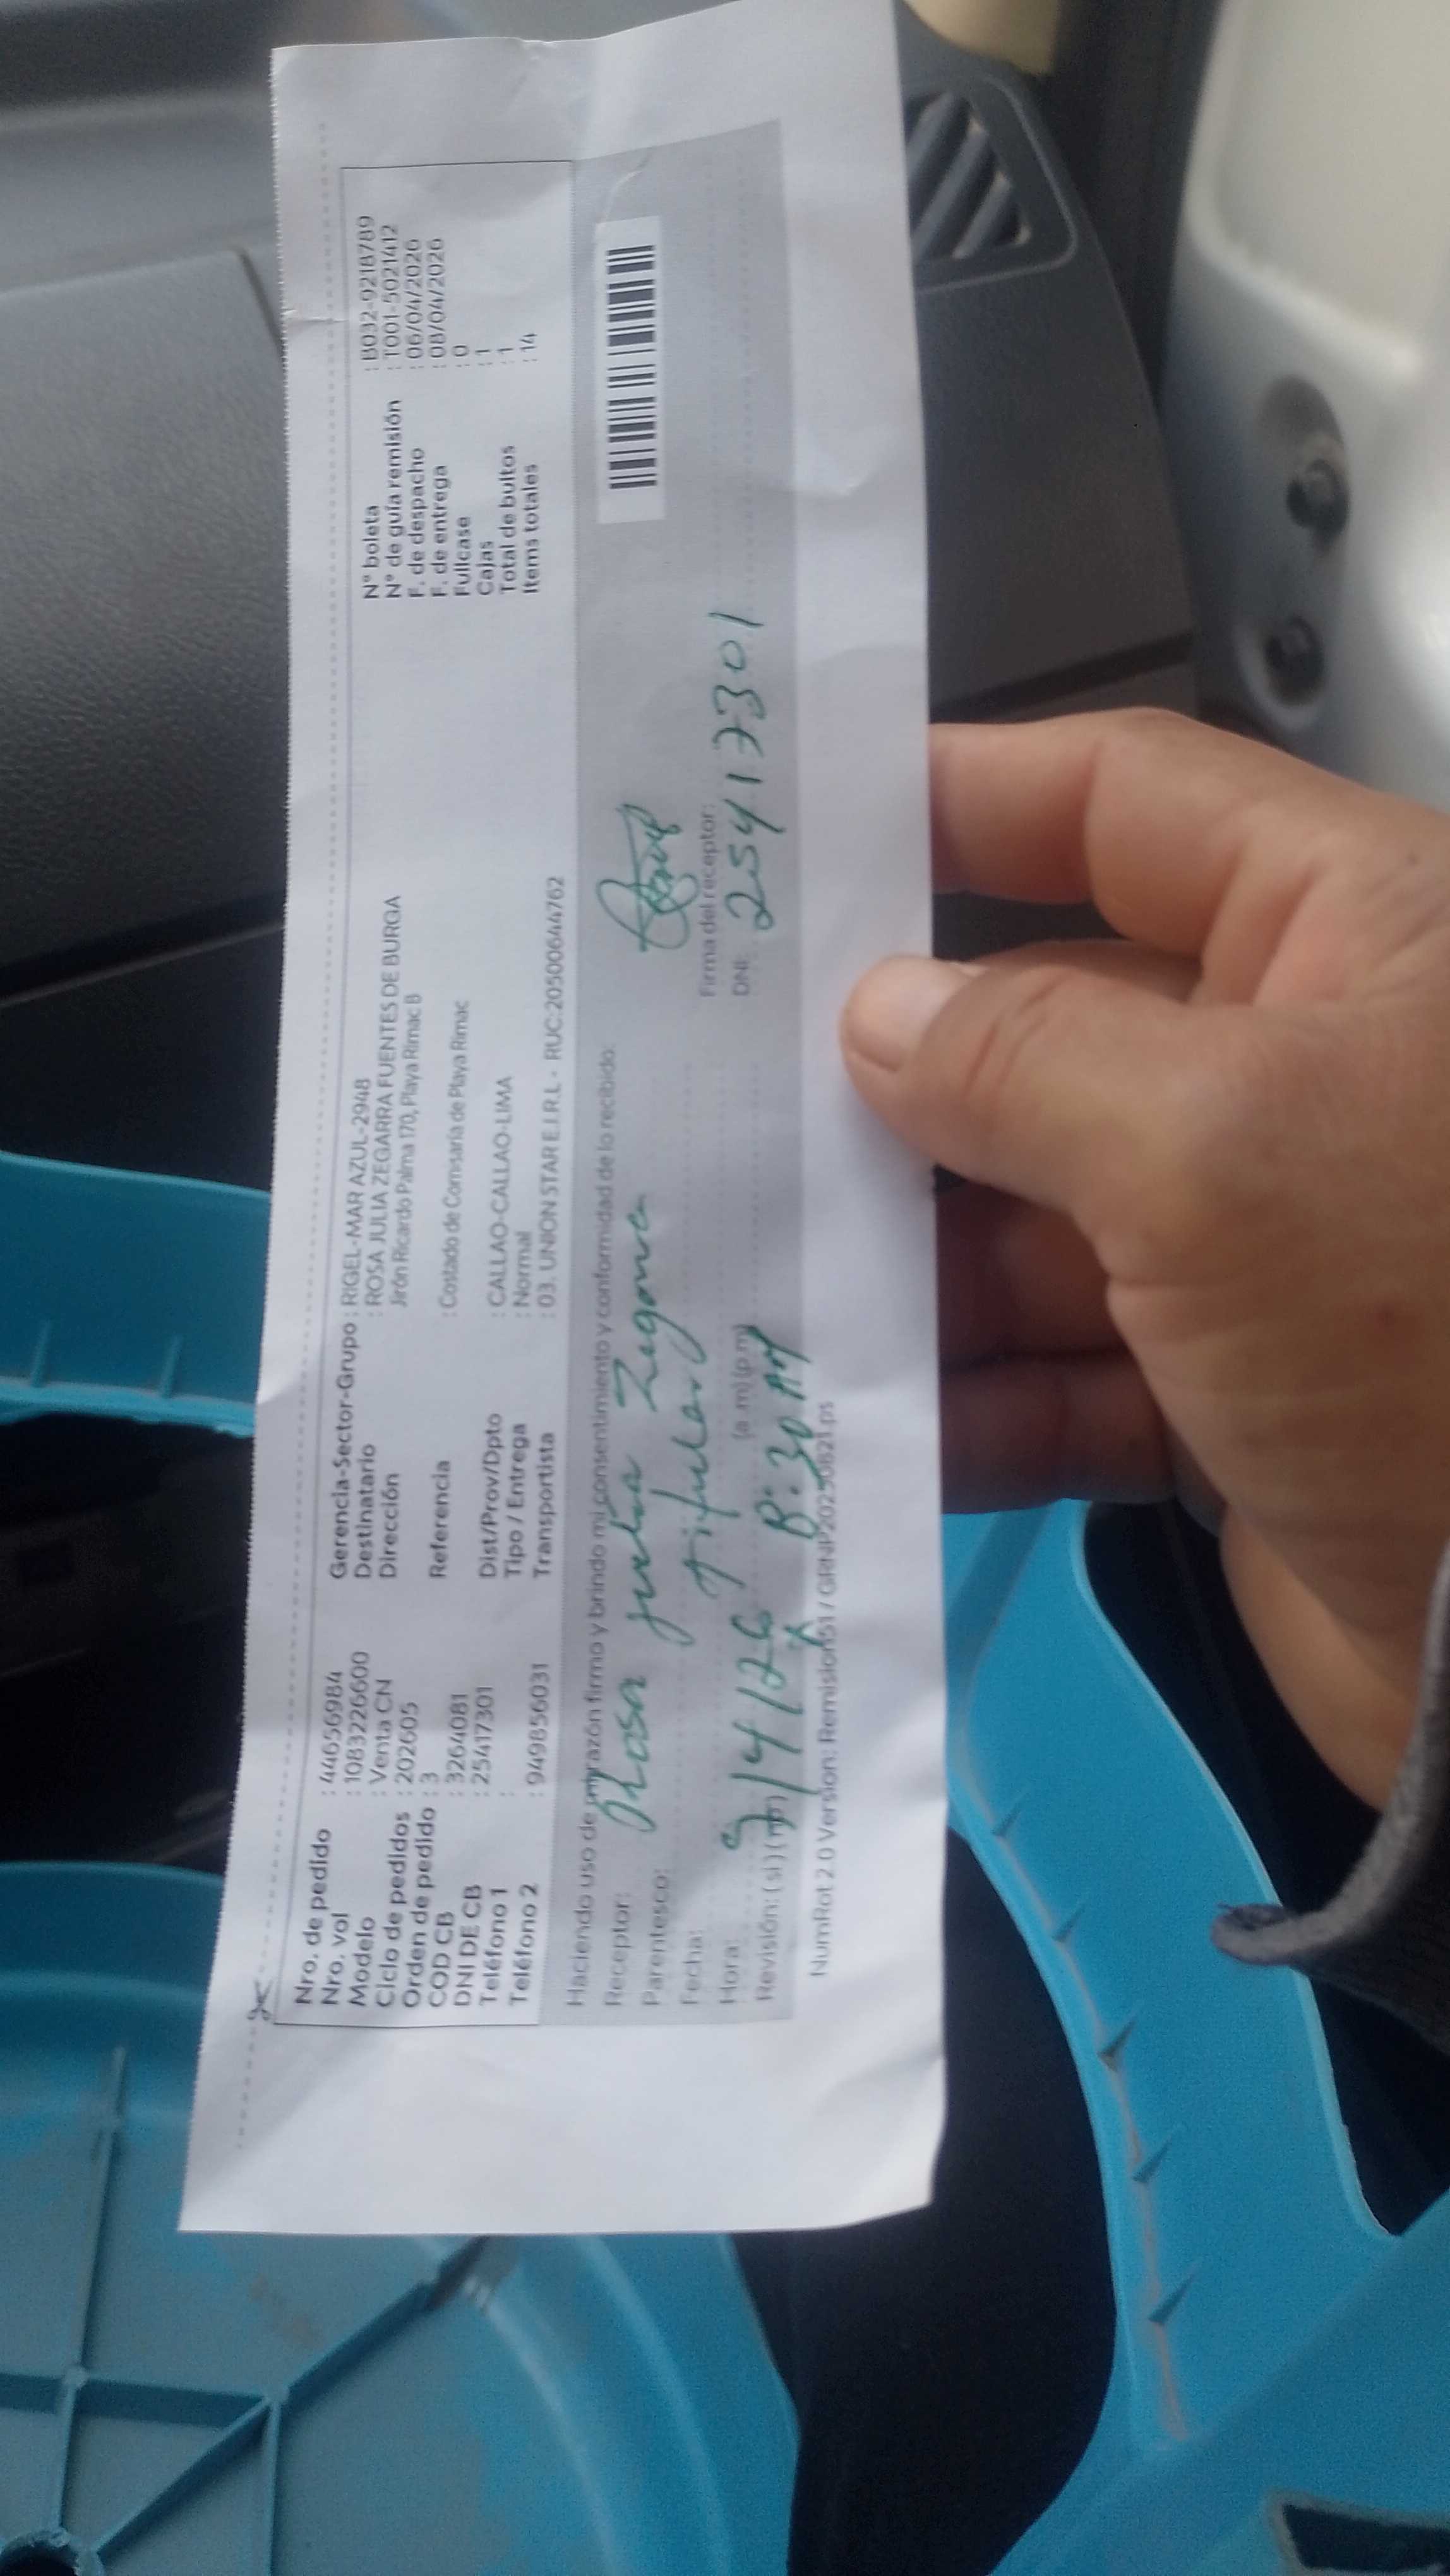 Nro. de pedido : 44656984
Nro. vol : 1083226600
Modelo : Venta CN
Ciclo de pedidos : 202605
Orden de pedido : 3
COD CB : 3264081
DNI DE CB : 25417301
Teléfono 1 :
Teléfono 2 : 949856031
Gerencia-Sector-Grupo : RIGEL-MAR AZUL-2948
Destinatario : ROSA JULIA ZEGARRA FUENTES DE BURGA
Dirección Jirón Ricardo Palma 170, Playa Rimac B
Referencia : Costado de Comisaría de Playa Rimac
Dist/Prov/Dpto : CALLAO-CALLAO-LIMA
Tipo / Entrega : Normal
Transportista : 03. UNION STAR E.I.R.L - RUC:20500644762
N° boleta : B032-9218789
N° de guía remisión : T001-5021412
F. de despacho : 06/04/2026
F. de entrega : 08/04/2026
Fullcase : 0
Cajas : 1
Total de bultos : 1
Items totales : 14
Haciendo uso de mi razón firmo y brindo mi consentimiento y conformidad de lo recibido:
Receptor: Rosa Julia
Parentesco: titular
Fecha: /4/26
Hora: 8:30 AM (a.m)(p.m)
Revisión: (si) (no)
Firma del receptor:
DNI: 25417301
NumRot 2.0 Version: Remision51 / GRNP20250821.ps